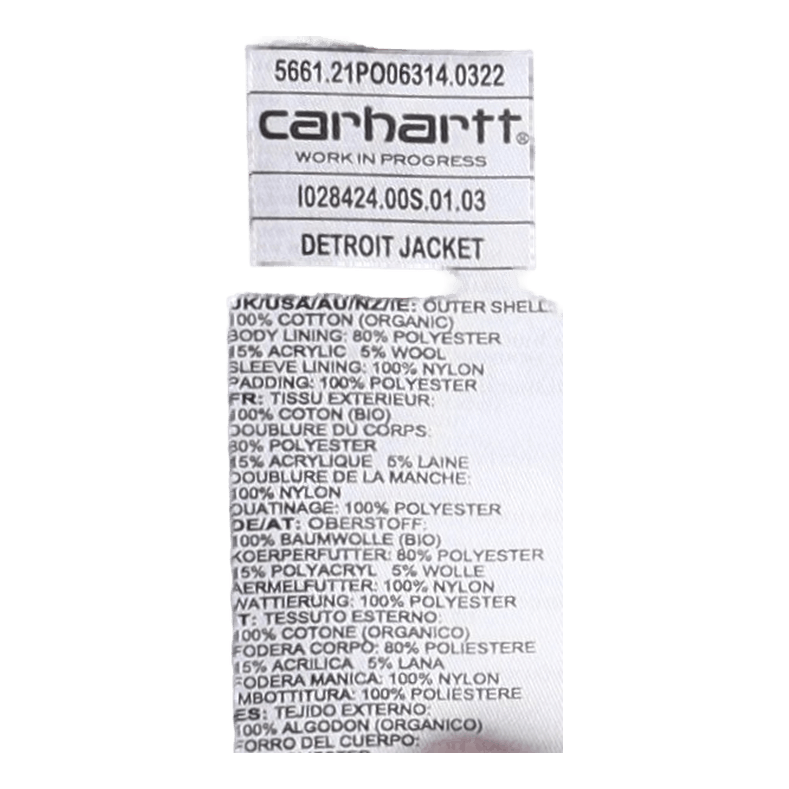 5661.21PO06314.0322
carhartt®
WORK IN PROGRESS
I028424.00S.01.03
DETROIT JACKET
UK/USA/AU/NZ/IE: OUTER SHELL:
100% COTTON (ORGANIC)
BODY LINING: 80% POLYESTER
15% ACRYLIC 5% WOOL
SLEEVE LINING: 100% NYLON
PADDING: 100% POLYESTER
FR: TISSU EXTERIEUR:
100% COTON (BIO)
DOUBLURE DU CORPS:
80% POLYESTER
15% ACRYLIQUE 5% LAINE
DOUBLURE DE LA MANCHE:
100% NYLON
OUATINAGE: 100% POLYESTER
DE/AT: OBERSTOFF:
100% BAUMWOLLE (BIO)
KOERPERFUTTER: 80% POLYESTER
15% POLYACRYL 5% WOLLE
AERMELFUTTER: 100% NYLON
WATTIERUNG: 100% POLYESTER
IT: TESSUTO ESTERNO:
100% COTONE (ORGANICO)
FODERA CORPO: 80% POLIESTERE
15% ACRILICA 5% LANA
FODERA MANICA: 100% NYLON
IMBOTTITURA: 100% POLIESTERE
ES: TEJIDO EXTERNO:
100% ALGODON (ORGANICO)
FORRO DEL CUERPO: